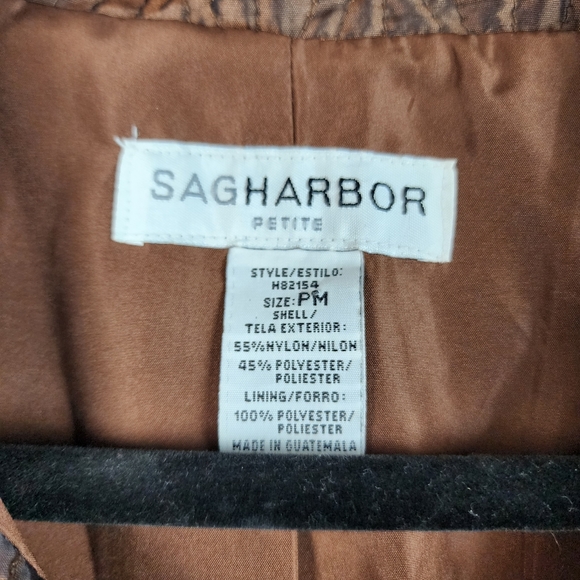 SAGHARBOR
PETITE
STYLE/ESTILO:
H82154
SIZE: PM
SHELL/
TELA EXTERIOR:
55%NYLON/NILON
45% POLYESTER/
POLIESTER
LINING/FORRO:
100% POLYESTER/
POLIESTER
MADE IN GUATEMALA